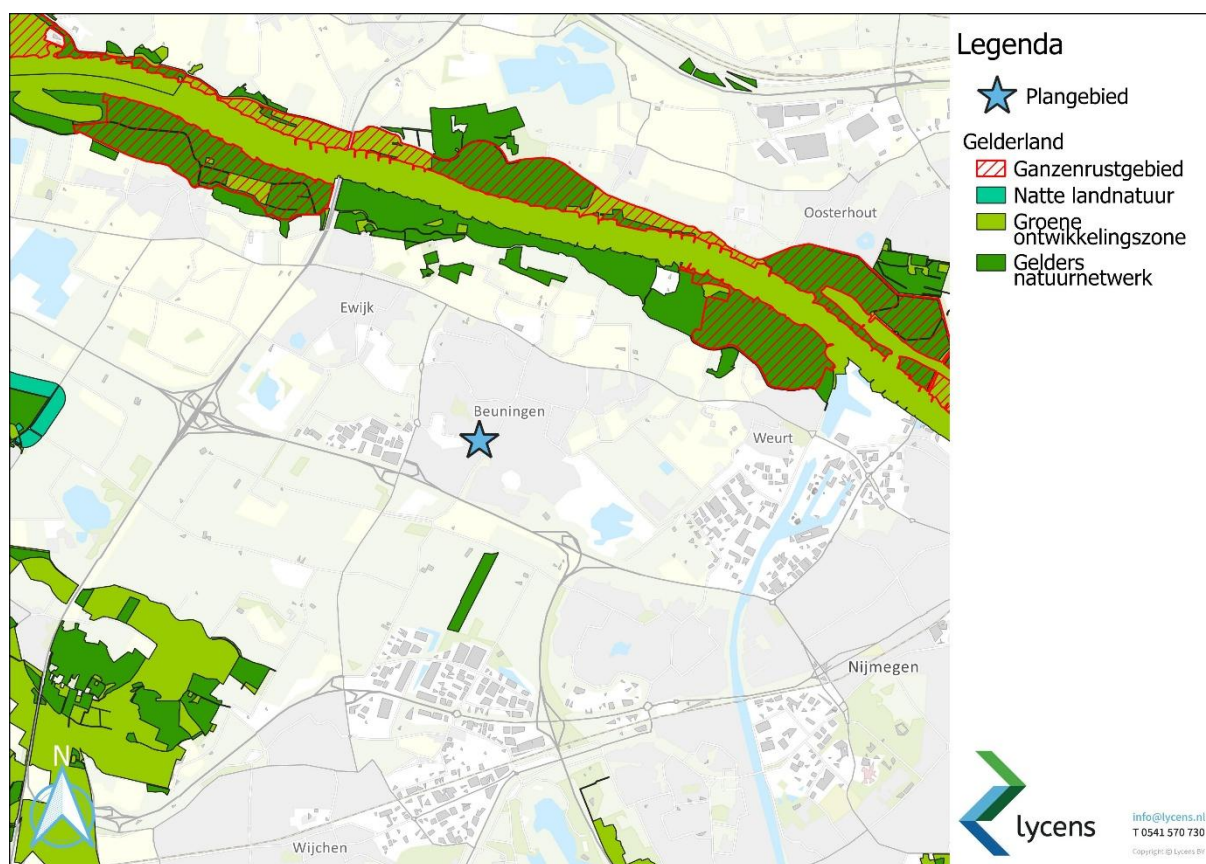 Legenda
Plangebied
Gelderland
Ganzenrustgebied
Natte landnatuur
Groene
ontwikkelingszone
Gelders
natuurnetwerk
Oosterhout
Ewijk
Beuningen
Weurt
Nijmegen
N
Wijchen
lycens
info@lycens.nl
T 0541 570 730